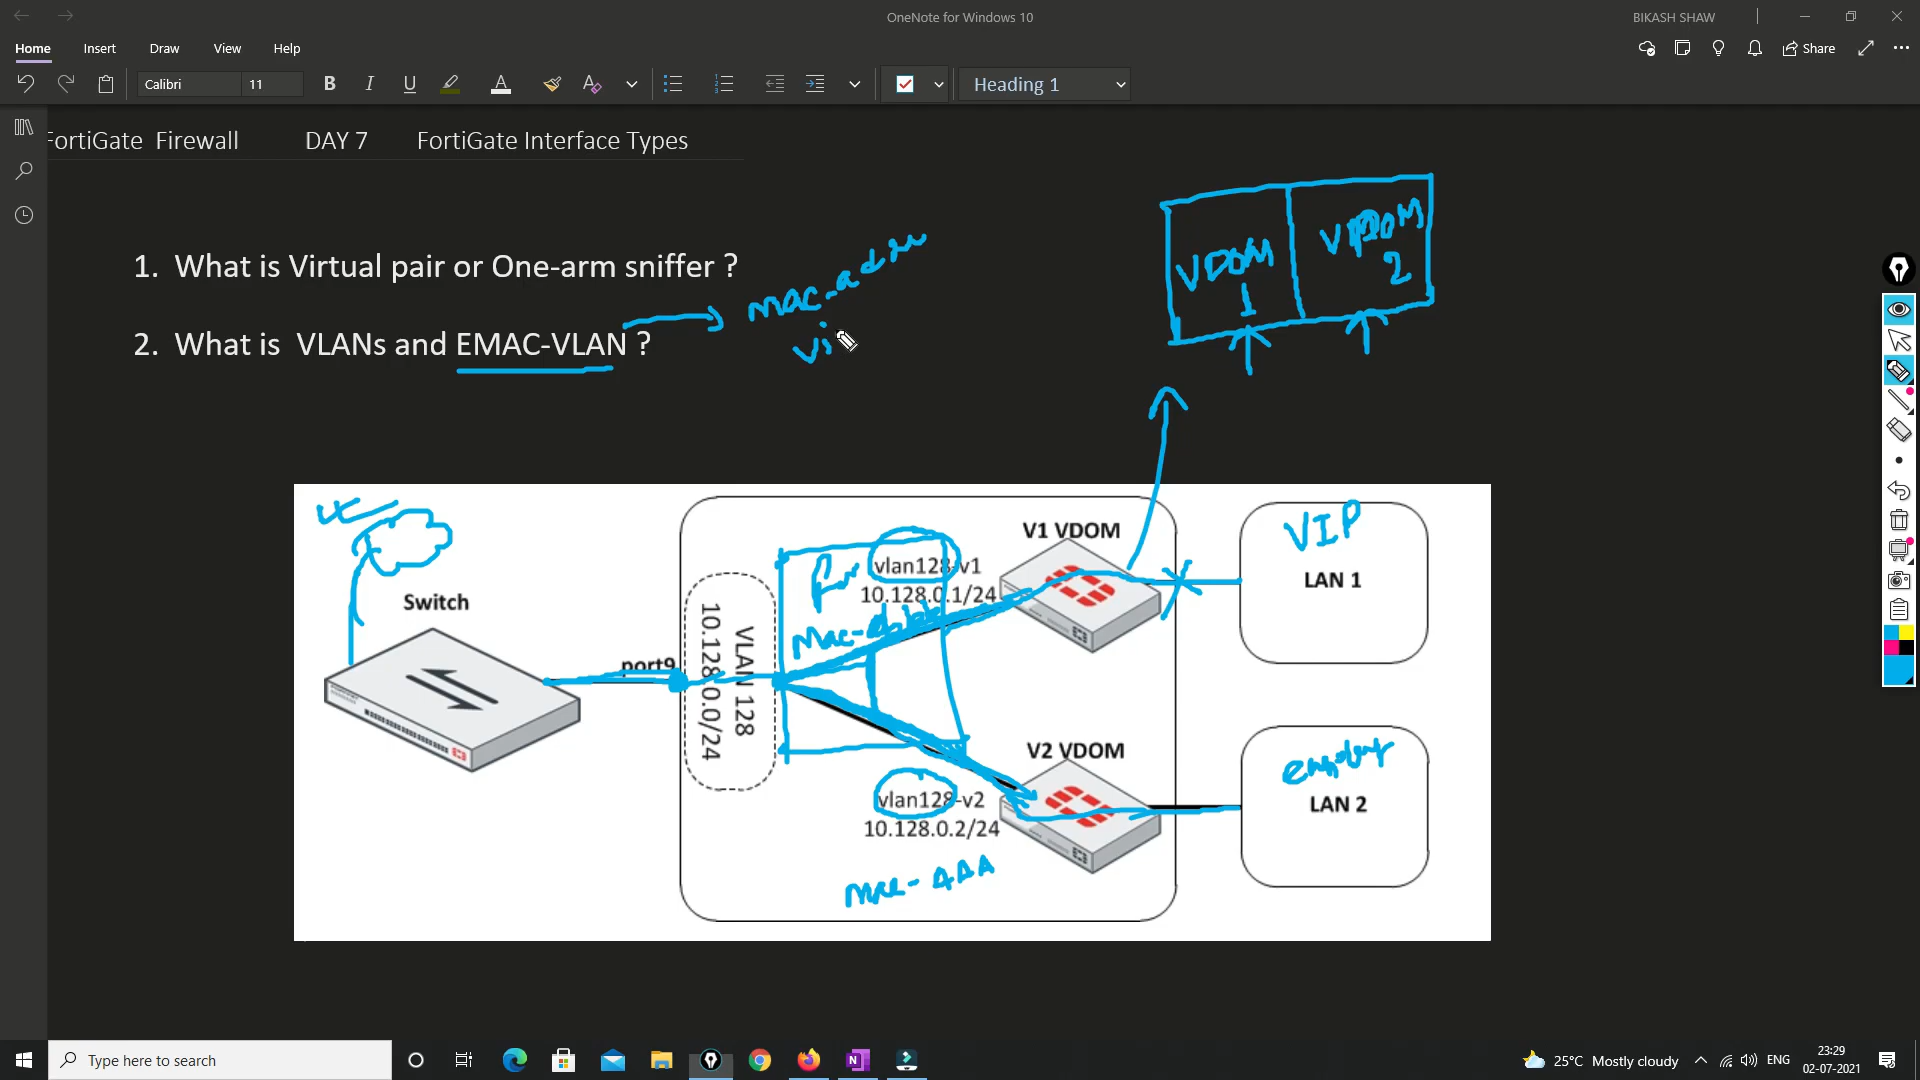 OneNote for Windows 10
BIKASH SHAW
Home Insert Draw View Help
Share
Calibri 11 B I U A A Heading 1
FortiGate Firewall DAY 7 FortiGate Interface Types
1. What is Virtual pair or One-arm sniffer ?
2. What is VLANs and EMAC-VLAN ?
mac-adrr
Vi
VDOM 1
VDOM 2
V1 VDOM
VIP
vlan128-v1
LAN 1
10.128.0.1/24
Switch
port9
VLAN 128
10.128.0.0/24
V2 VDOM
vlan128-v2
LAN 2
10.128.0.2/24
mac- AAA
Type here to search
25°C Mostly cloudy
ENG
23:29
02-07-2021